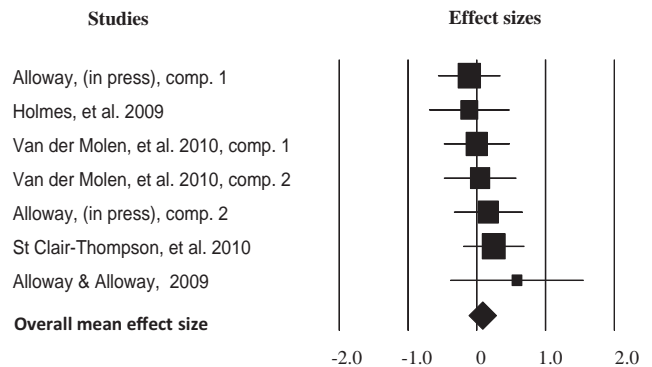 Studies Effect sizes
Alloway, (in press), comp. 1
Holmes, et al. 2009
Van der Molen, et al. 2010, comp. 1
Van der Molen, et al. 2010, comp. 2
Alloway, (in press), comp. 2
St Clair-Thompson, et al. 2010
Alloway & Alloway, 2009
Overall mean effect size
-2.0 -1.0 0 1.0 2.0